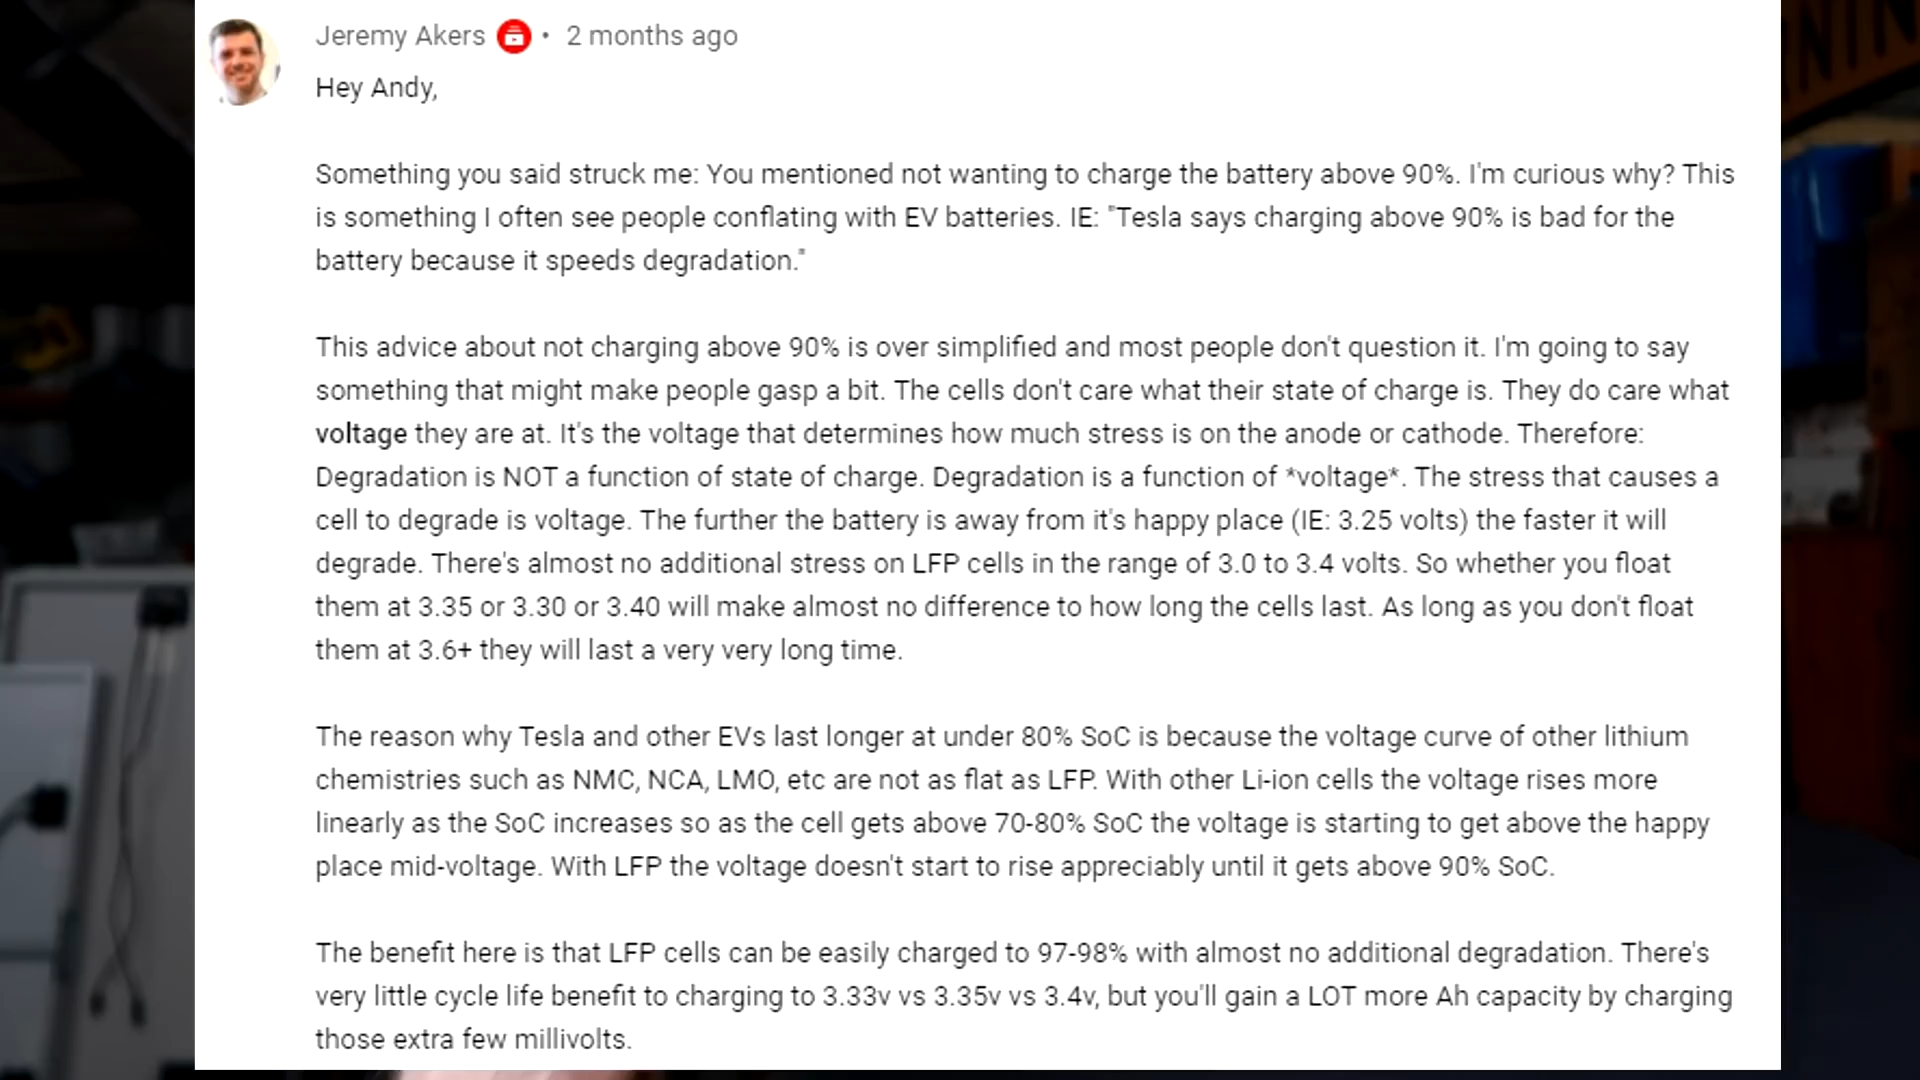 Jeremy Akers • 2 months ago
Hey Andy,
Something you said struck me: You mentioned not wanting to charge the battery above 90%. I'm curious why? This
is something I often see people conflating with EV batteries. IE: "Tesla says charging above 90% is bad for the
battery because it speeds degradation."
This advice about not charging above 90% is over simplified and most people don't question it. I'm going to say
something that might make people gasp a bit. The cells don't care what their state of charge is. They do care what
voltage they are at. It's the voltage that determines how much stress is on the anode or cathode. Therefore:
Degradation is NOT a function of state of charge. Degradation is a function of *voltage*. The stress that causes a
cell to degrade is voltage. The further the battery is away from it's happy place (IE: 3.25 volts) the faster it will
degrade. There's almost no additional stress on LFP cells in the range of 3.0 to 3.4 volts. So whether you float
them at 3.35 or 3.30 or 3.40 will make almost no difference to how long the cells last. As long as you don't float
them at 3.6+ they will last a very very long time.
The reason why Tesla and other EVs last longer at under 80% SoC is because the voltage curve of other lithium
chemistries such as NMC, NCA, LMO, etc are not as flat as LFP. With other Li-ion cells the voltage rises more
linearly as the SoC increases so as the cell gets above 70-80% SoC the voltage is starting to get above the happy
place mid-voltage. With LFP the voltage doesn't start to rise appreciably until it gets above 90% SoC.
The benefit here is that LFP cells can be easily charged to 97-98% with almost no additional degradation. There's
very little cycle life benefit to charging to 3.33v vs 3.35v vs 3.4v, but you'll gain a LOT more Ah capacity by charging
those extra few millivolts.